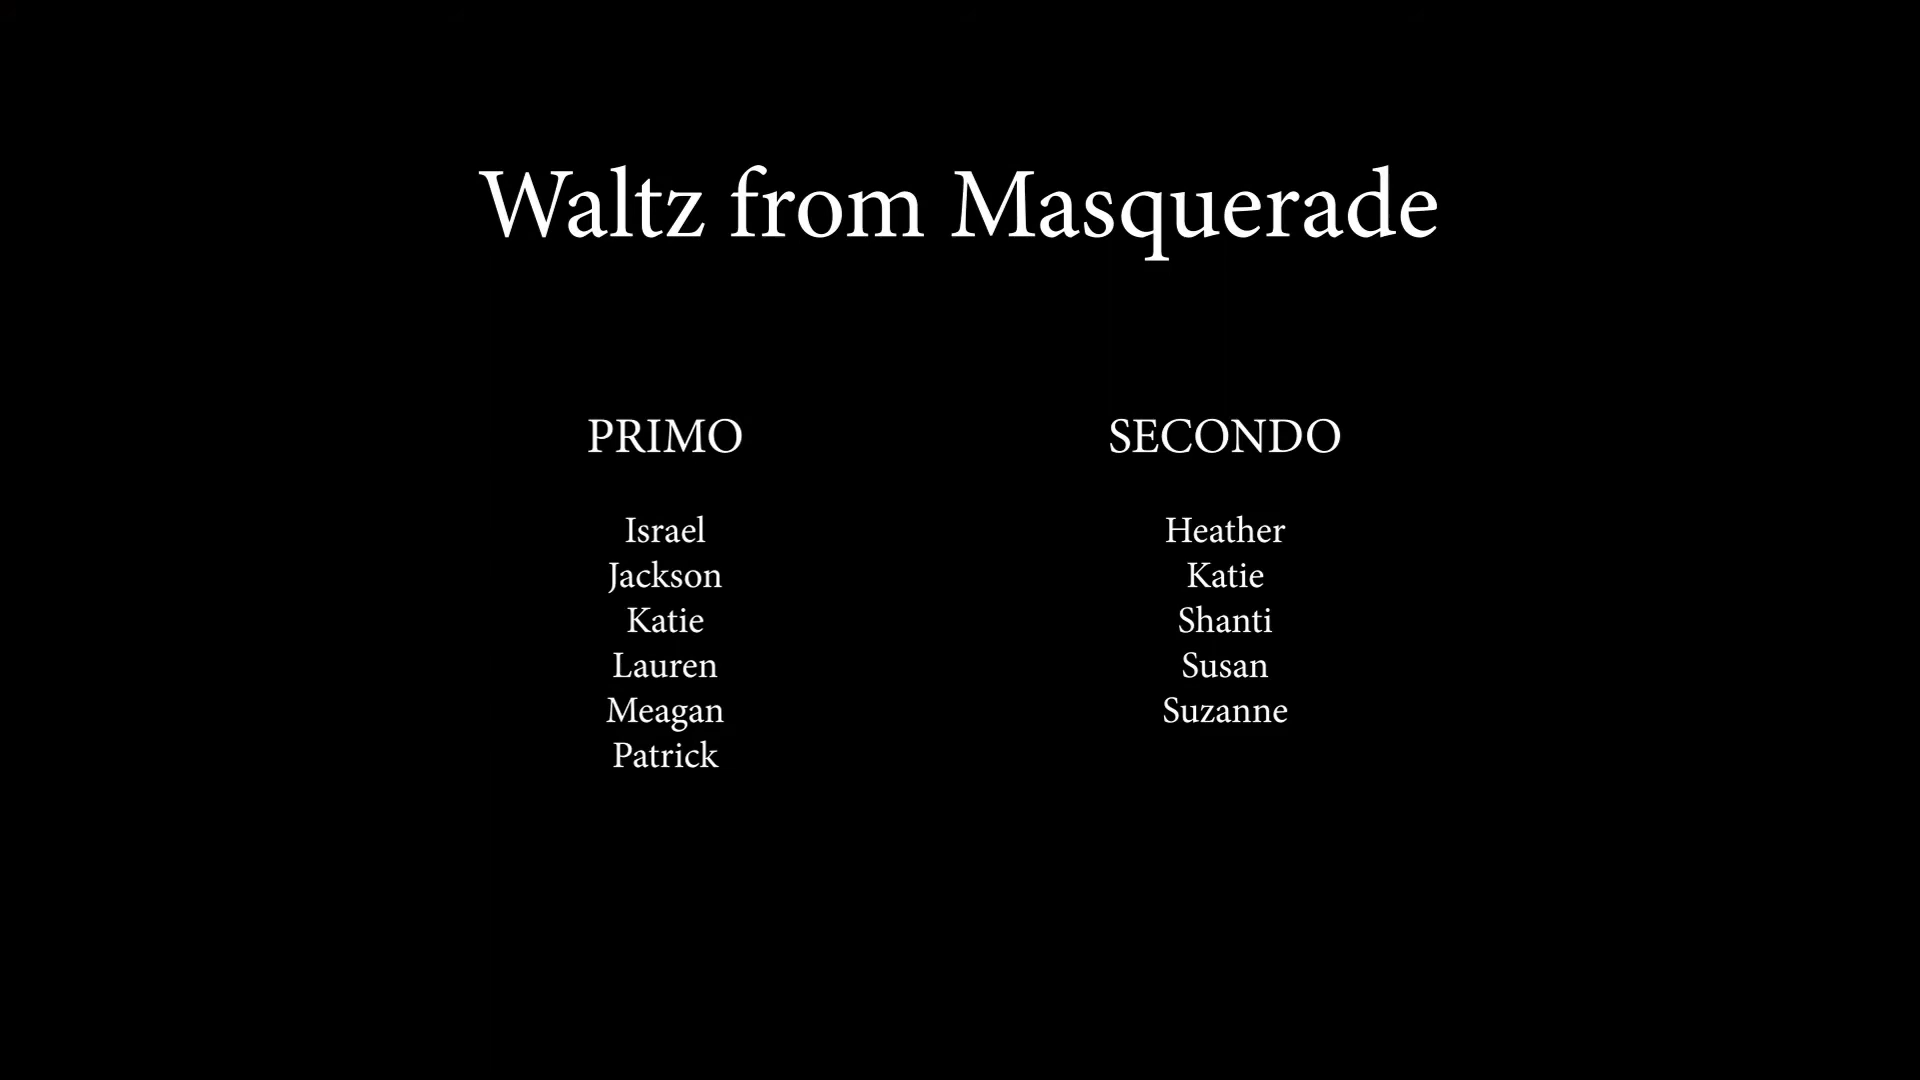 Waltz from Masquerade
PRIMO
Israel
Jackson
Katie
Lauren
Meagan
Patrick
SECONDO
Heather
Katie
Shanti
Susan
Suzanne